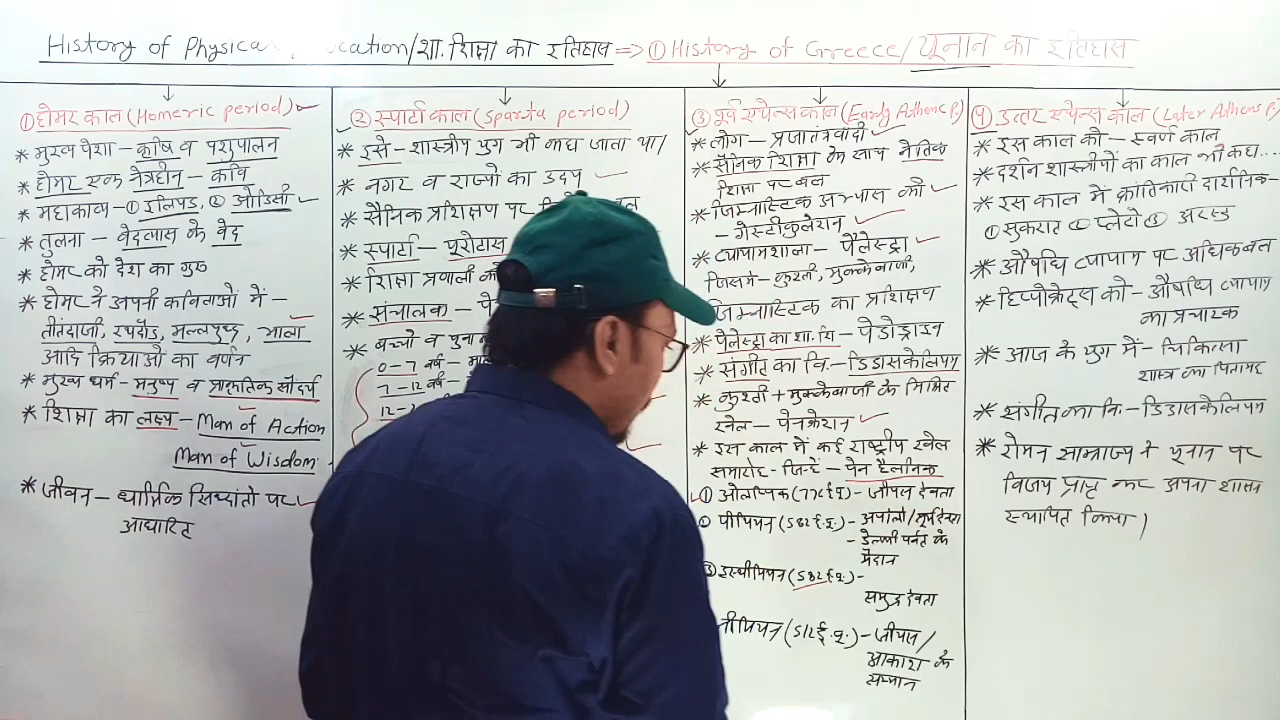 History of Physica ucation/शा. शिक्षा का इतिहास => ① History of Greece/यूनान का इतिहास
① होमर काल (Homeric period)
* मुख्य पेशा - कृषि व पशुपालन
* होमर एक नेत्रहीन - कवि
* महाकाव्य - ① इलियड, ② ओडिसी
* तुलना - वेदव्यास के वेद
* होमर को देश का गुरु
* होमर ने अपनी कविताओं में -
तीरंदाजी, रथदौड़, मल्लयुद्ध, भाला
आदि क्रियाओं का वर्णन
* मुख्य धर्म - मनुष्य व प्राकृतिक सौंदर्य
* शिक्षा का लक्ष्य - Man of Action
Man of Wisdom
* जीवन - धार्मिक सिद्धांतो पर
आधारित
② स्पार्टा काल (Sparta period)
* इसे - शास्त्रीय युग भी कहा जाता था।
* नगर व राज्यों का उदय
* सैनिक प्रशिक्षण पर
* स्पार्टा - यूरोटास
* शिक्षा प्रणाली को
* संचालक - पे
* बच्चो व युवा
0-7 वर्ष -
7-12 वर्ष -
12-2
③ पूर्व एथेन्स काल (Early Athenc P)
* लोग - प्रजातंत्रवादी
* सैनिक शिक्षा के साथ नैतिक
शिक्षा पर बल
* जिम्नास्टिक अभ्यास को
- गेस्टीकुलेशन
* व्यायामशाला - पैलेस्ट्रा
जिसमे - कुश्ती, मुक्केबाजी,
जिम्नास्टिक का प्रशिक्षण
* पैलेस्ट्रा का शा. शि - पेडोट्राइब
* संगीत का वि. - डिडासकेलियम
* कुश्ती + मुक्केबाजी के मिश्रित
खेल - पेनक्रेशन
* इस काल में कई राष्ट्रीय खेल
समारोह - जिन्हें - पेन हैलनिक
① ओलम्पिक (776 ई.पू) - जीयस देवता
② पीथियन (582 ई.पू.) - अपोलो/सूर्य देवता
- डेल्फी पर्वत के
मैदान
③ इस्थीमियन (582 ई.पू.) -
समुद्र देवता
नीमियन (512 ई.पू.) - जीयस/
आकाश के
सम्मान
④ उत्तर एथेन्स काल (Later Athens P)
* इस काल को - स्वर्ण काल
* दर्शन शास्त्रीयों का काल भी कहा....
* इस काल में क्रांतिकारी दार्शनिक -
① सुकरात ② प्लेटो ③ अरस्तु
* औषधि व्यायाम पर अधिक बल
* हिप्पोक्रेट्स को - औषधि व्यायाम
का प्रचारक
* आज के युग में - चिकित्सा
शास्त्र का पितामह
* संगीत का वि. - डिडासकेलियम
* रोमन साम्राज्य ने यूनान पर
विजय प्राप्त कर अपना शासन
स्थापित किया।